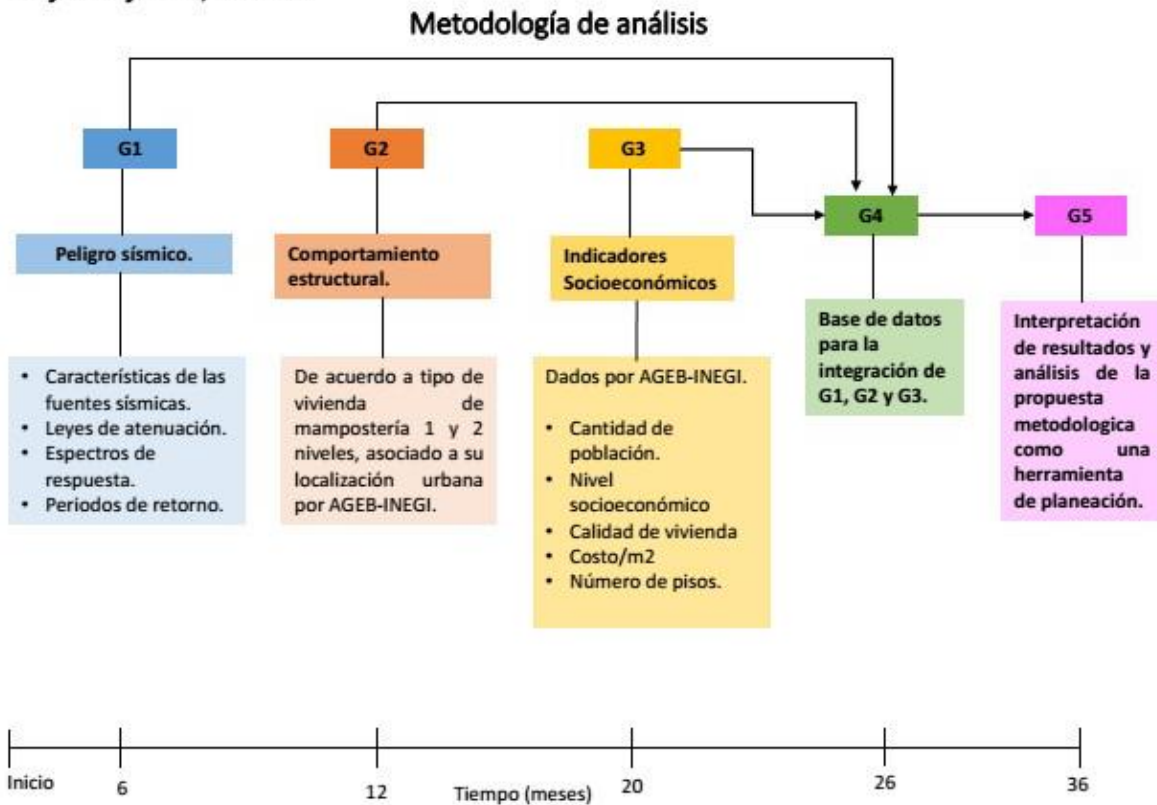 Metodología de análisis
G1
G2
G3
G4
G5
Peligro sísmico.
Comportamiento
estructural.
Indicadores
Socioeconómicos
Base de datos
para la
integración de
G1, G2 y G3.
Interpretación
de resultados y
análisis de la
propuesta
metodologica
como una
herramienta
de planeación.
• Características de las
fuentes sísmicas.
• Leyes de atenuación.
• Espectros de
respuesta.
• Periodos de retorno.
De acuerdo a tipo de
vivienda de
mampostería 1 y 2
niveles, asociado a su
localización urbana
por AGEB-INEGI.
Dados por AGEB-INEGI.
• Cantidad de
población.
• Nivel
socioeconómico
• Calidad de vivienda
• Costo/m2
• Número de pisos.
Inicio
6
12
Tiempo (meses)
20
26
36